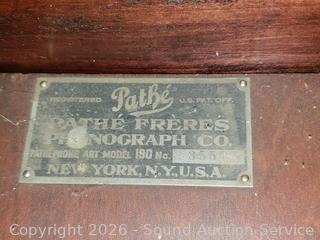 REGISTERED Pathé U.S. PAT. OFF.
PATHÉ FRÈRES
PHONOGRAPH CO.
PATHEPHONE ART MODEL 190 No. 355
NEW YORK, N.Y., U.S.A.
Copyright 2026 - Sound Auction Service